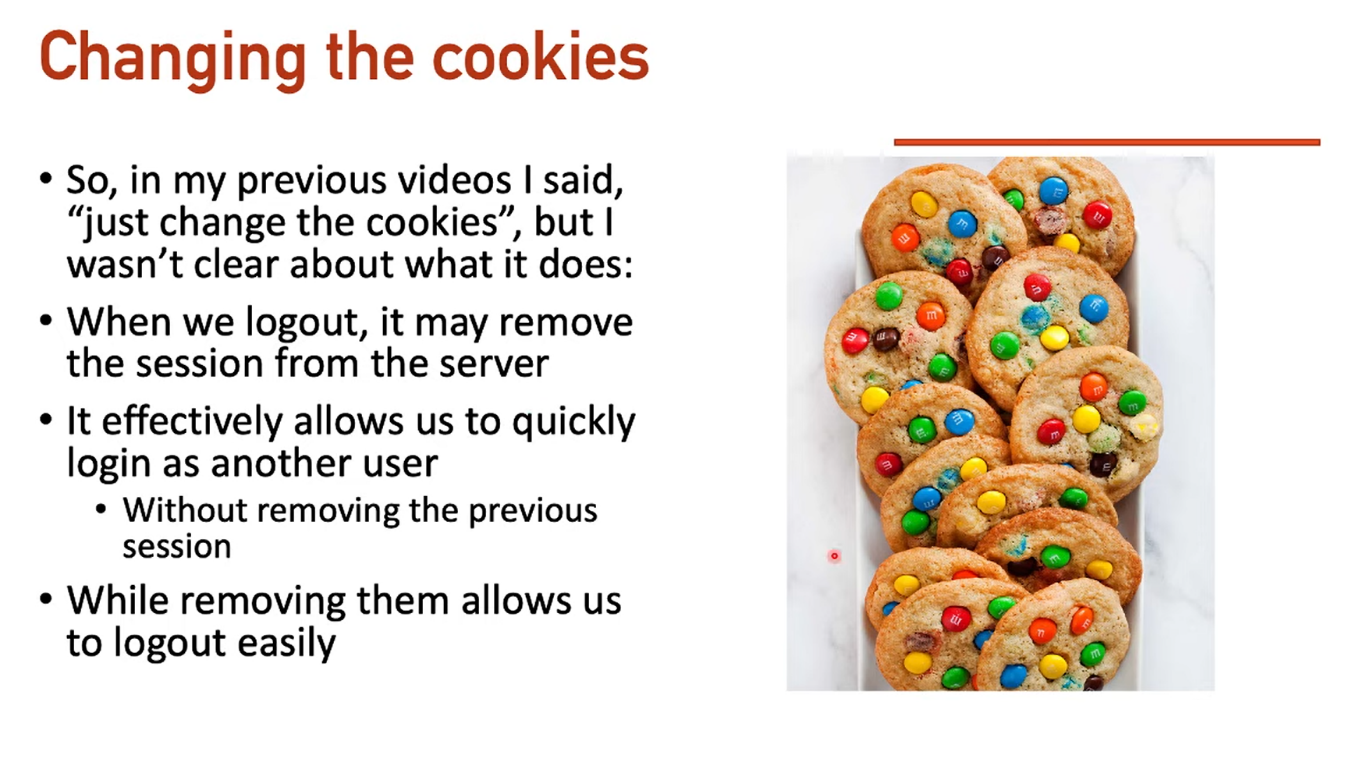 Changing the cookies
• So, in my previous videos I said,
“just change the cookies”, but I
wasn’t clear about what it does:
• When we logout, it may remove
the session from the server
• It effectively allows us to quickly
login as another user
• Without removing the previous
session
• While removing them allows us
to logout easily